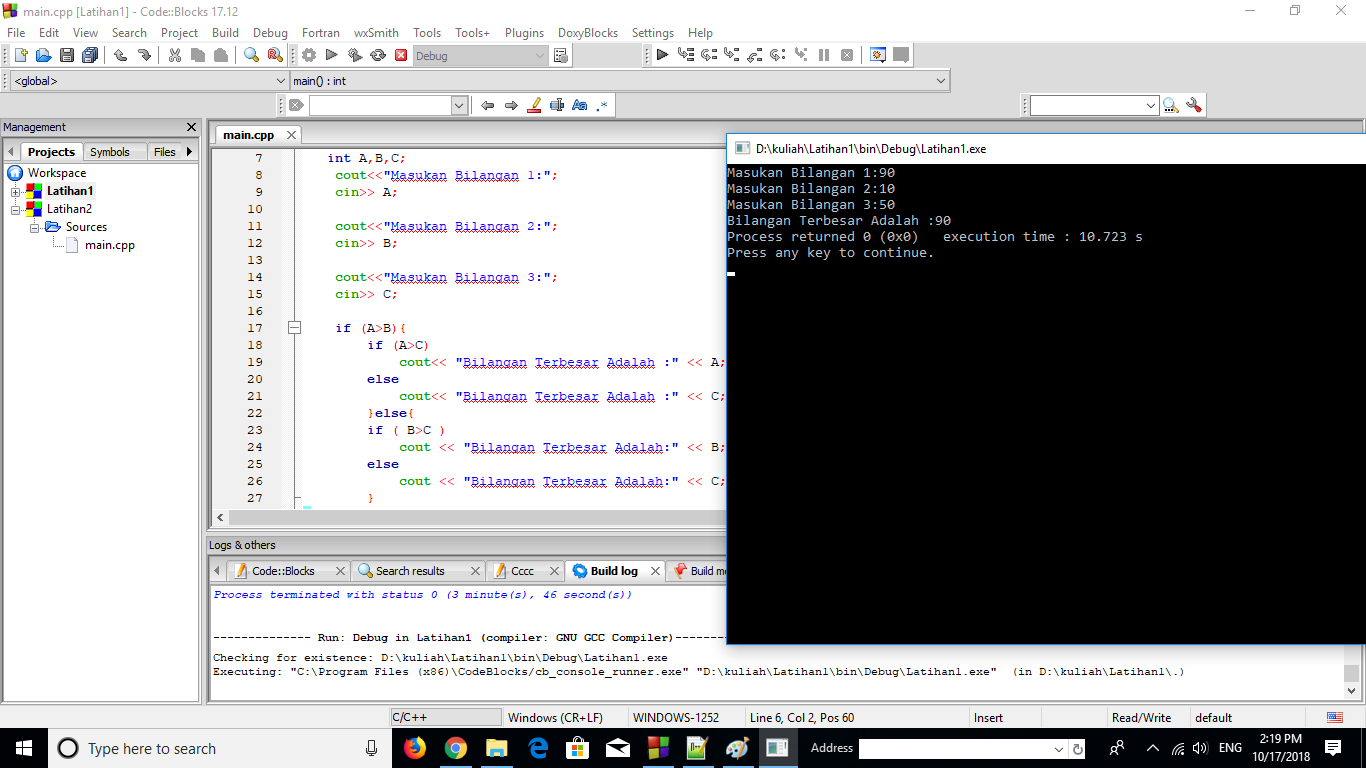 main.cpp [Latihan1] - Code::Blocks 17.12
File Edit View Search Project Build Debug Fortran wxSmith Tools Tools+ Plugins DoxyBlocks Settings Help
Debug
<global> main() : int
Management
Projects Symbols Files
Workspace
Latihan1
Latihan2
Sources
main.cpp
main.cpp
7 int A,B,C;
8 cout<<"Masukan Bilangan 1:";
9 cin>> A;
10
11 cout<<"Masukan Bilangan 2:";
12 cin>> B;
13
14 cout<<"Masukan Bilangan 3:";
15 cin>> C;
16
17 if (A>B){
18 if (A>C)
19 cout<< "Bilangan Terbesar Adalah :" << A;
20 else
21 cout<< "Bilangan Terbesar Adalah :" << C;
22 }else{
23 if ( B>C )
24 cout << "Bilangan Terbesar Adalah:" << B;
25 else
26 cout << "Bilangan Terbesar Adalah:" << C;
27 }
D:\kuliah\Latihan1\bin\Debug\Latihan1.exe
Masukan Bilangan 1:90
Masukan Bilangan 2:10
Masukan Bilangan 3:50
Bilangan Terbesar Adalah :90
Process returned 0 (0x0) execution time : 10.723 s
Press any key to continue.
Logs & others
Code::Blocks Search results Cccc Build log Build me
Process terminated with status 0 (3 minute(s), 46 second(s))
-------------- Run: Debug in Latihan1 (compiler: GNU GCC Compiler)--------
Checking for existence: D:\kuliah\Latihan1\bin\Debug\Latihan1.exe
Executing: "C:\Program Files (x86)\CodeBlocks/cb_console_runner.exe" "D:\kuliah\Latihan1\bin\Debug\Latihan1.exe" (in D:\kuliah\Latihan1\.)
C/C++ Windows (CR+LF) WINDOWS-1252 Line 6, Col 2, Pos 60 Insert Read/Write default
Type here to search Address ENG 2:19 PM
10/17/2018